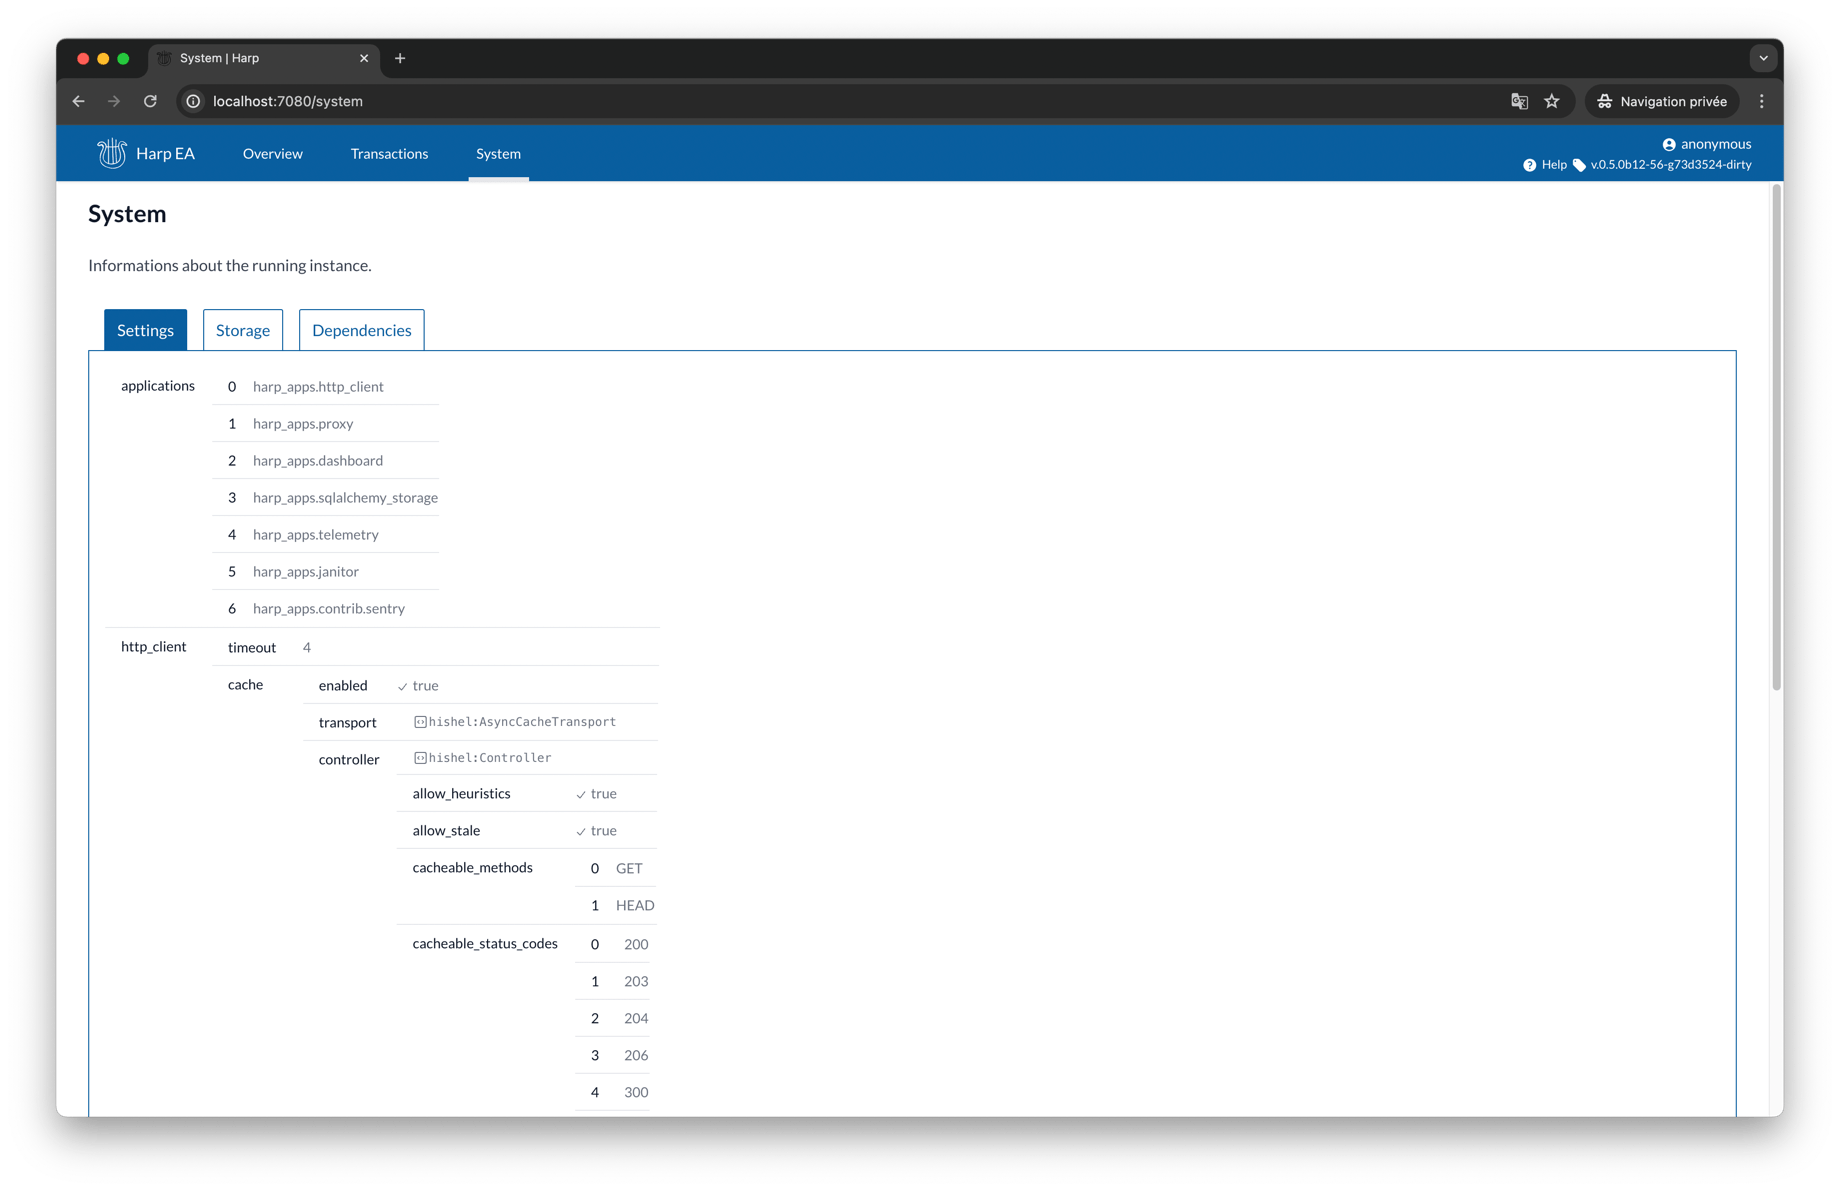 System | Harp
localhost:7080/system
Navigation privée
Harp EA
Overview
Transactions
System
anonymous
Help
v.0.5.0b12-56-g73d3524-dirty
System
Informations about the running instance.
Settings
Storage
Dependencies
applications
0 harp_apps.http_client
1 harp_apps.proxy
2 harp_apps.dashboard
3 harp_apps.sqlalchemy_storage
4 harp_apps.telemetry
5 harp_apps.janitor
6 harp_apps.contrib.sentry
http_client
timeout 4
cache
enabled true
transport hishel:AsyncCacheTransport
controller hishel:Controller
allow_heuristics true
allow_stale true
cacheable_methods 0 GET
1 HEAD
cacheable_status_codes 0 200
1 203
2 204
3 206
4 300